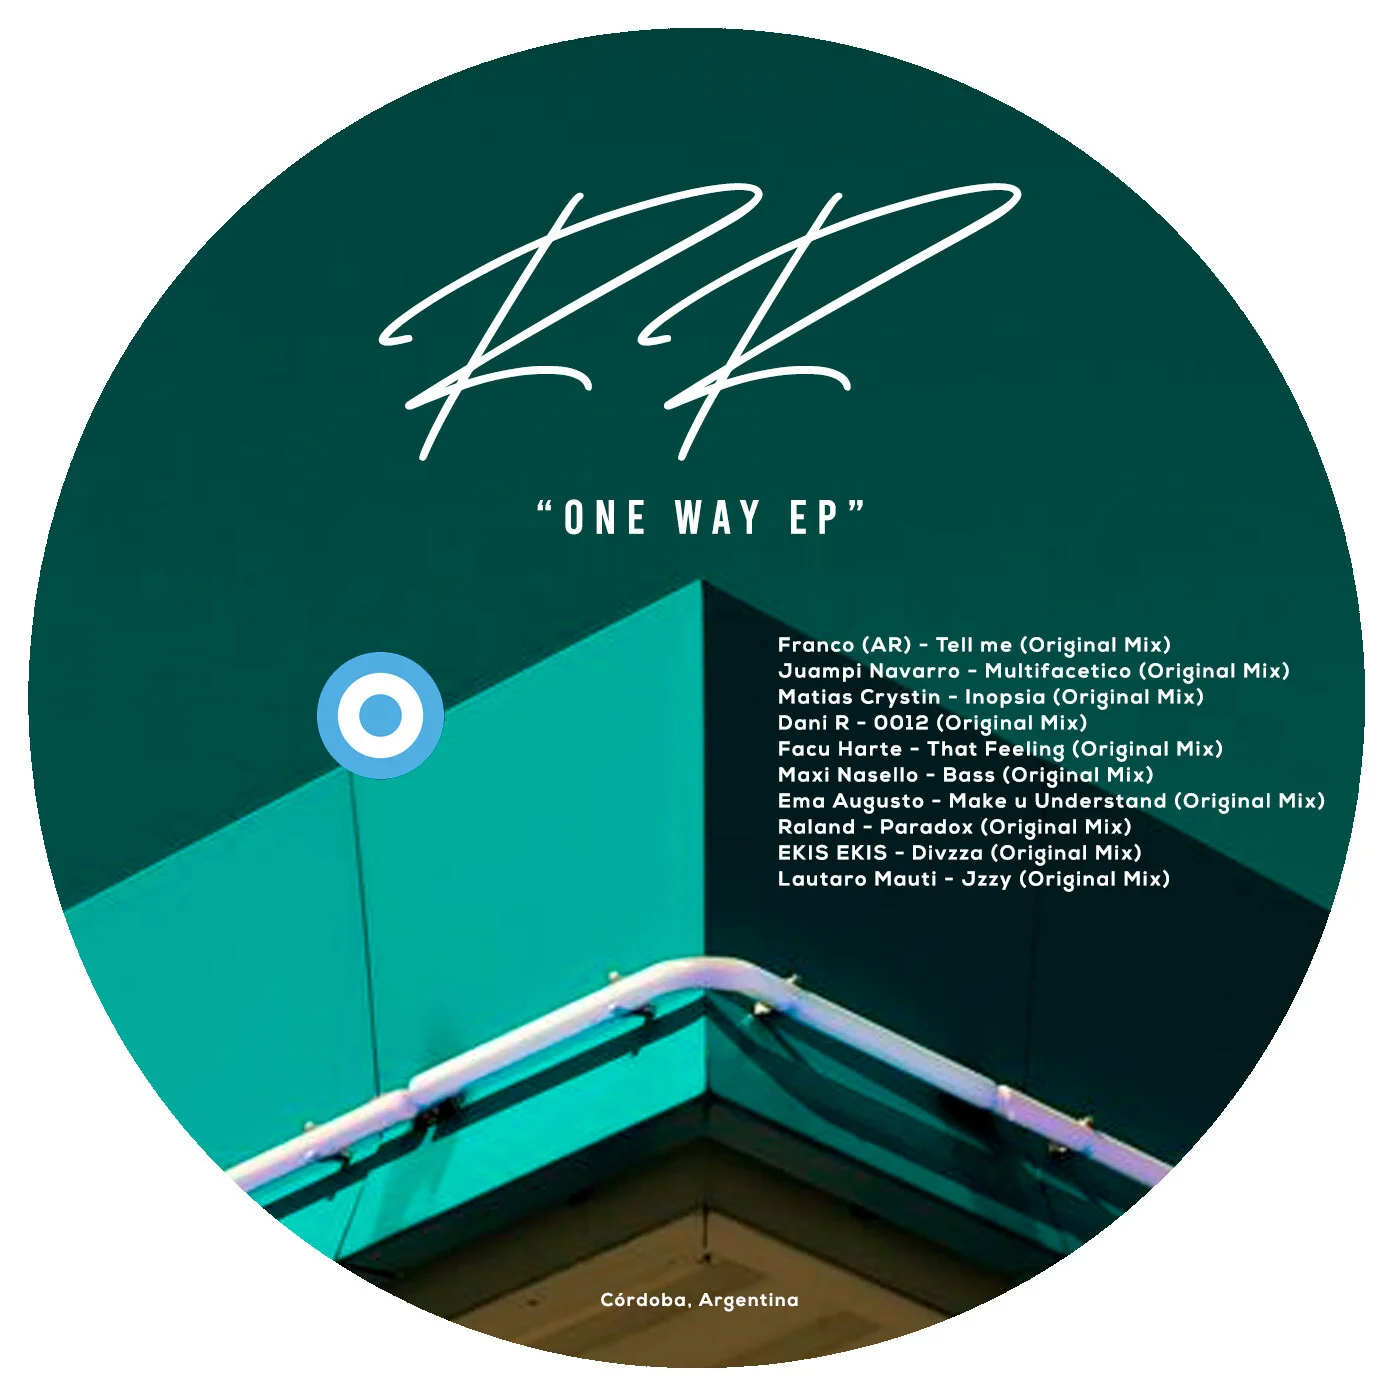 RR
“ONE WAY EP”
Franco (AR) - Tell me (Original Mix)
Juampi Navarro - Multifacetico (Original Mix)
Matias Crystin - Inopsia (Original Mix)
Dani R - 0012 (Original Mix)
Facu Harte - That Feeling (Original Mix)
Maxi Nasello - Bass (Original Mix)
Ema Augusto - Make u Understand (Original Mix)
Raland - Paradox (Original Mix)
EKIS EKIS - Divzza (Original Mix)
Lautaro Mauti - Jzzy (Original Mix)
Córdoba, Argentina